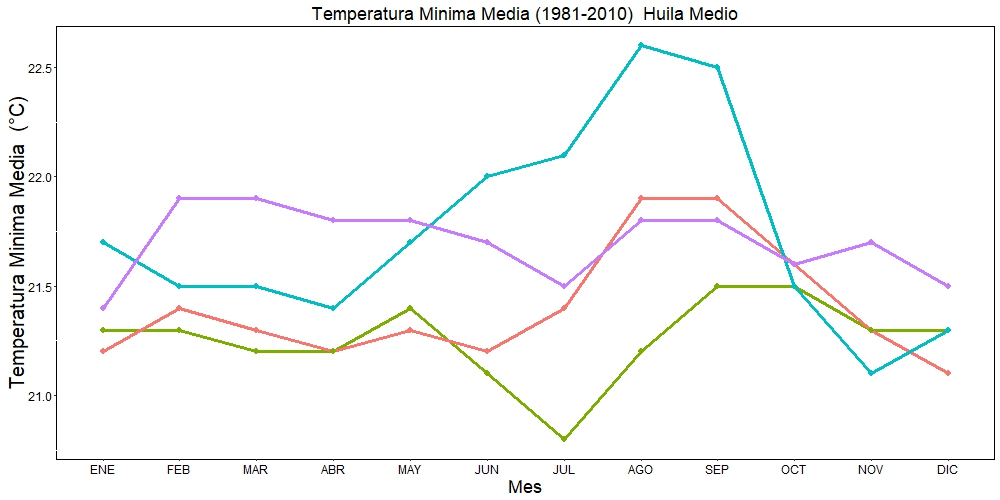 Temperatura Minima Media (1981-2010)  Huila Medio
Temperatura Minima Media  (°C)
22.5
22.0
21.5
21.0
ENE FEB MAR ABR MAY JUN JUL AGO SEP OCT NOV DIC
Mes